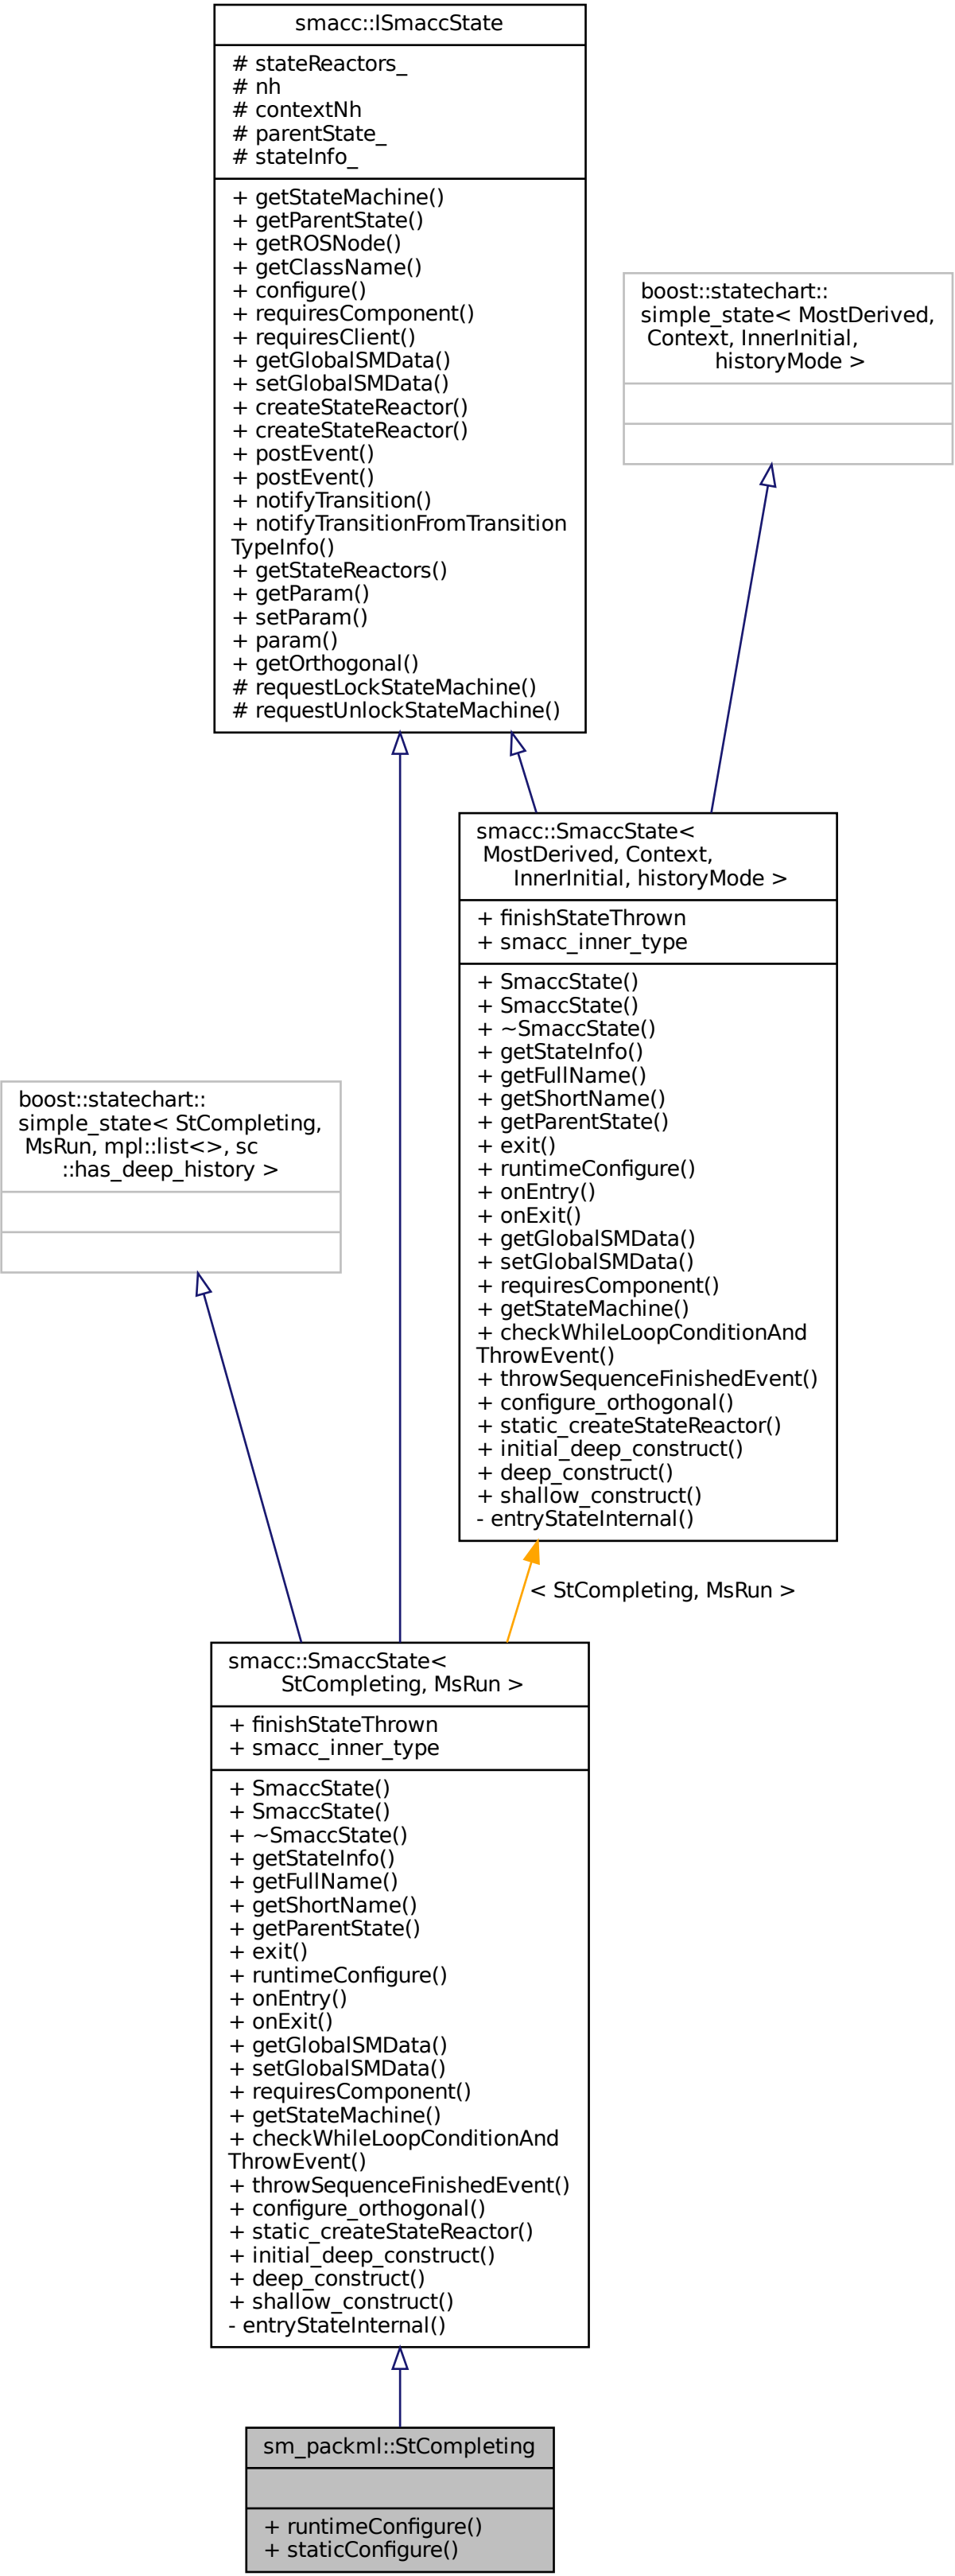 smacc::ISmaccState
# stateReactors_
# nh
# contextNh
# parentState_
# stateInfo_
+ getStateMachine()
+ getParentState()
+ getROSNode()
+ getClassName()
+ configure()
+ requiresComponent()
+ requiresClient()
+ getGlobalSMData()
+ setGlobalSMData()
+ createStateReactor()
+ createStateReactor()
+ postEvent()
+ postEvent()
+ notifyTransition()
+ notifyTransitionFromTransition
TypeInfo()
+ getStateReactors()
+ getParam()
+ setParam()
+ param()
+ getOrthogonal()
# requestLockStateMachine()
# requestUnlockStateMachine()
boost::statechart::
simple_state< MostDerived,
Context, InnerInitial,
historyMode >
smacc::SmaccState<
MostDerived, Context,
InnerInitial, historyMode >
+ finishStateThrown
+ smacc_inner_type
+ SmaccState()
+ SmaccState()
+ ~SmaccState()
+ getStateInfo()
+ getFullName()
+ getShortName()
+ getParentState()
+ exit()
+ runtimeConfigure()
+ onEntry()
+ onExit()
+ getGlobalSMData()
+ setGlobalSMData()
+ requiresComponent()
+ getStateMachine()
+ checkWhileLoopConditionAnd
ThrowEvent()
+ throwSequenceFinishedEvent()
+ configure_orthogonal()
+ static_createStateReactor()
+ initial_deep_construct()
+ deep_construct()
+ shallow_construct()
- entryStateInternal()
boost::statechart::
simple_state< StCompleting,
MsRun, mpl::list<>, sc
::has_deep_history >
< StCompleting, MsRun >
smacc::SmaccState<
StCompleting, MsRun >
+ finishStateThrown
+ smacc_inner_type
+ SmaccState()
+ SmaccState()
+ ~SmaccState()
+ getStateInfo()
+ getFullName()
+ getShortName()
+ getParentState()
+ exit()
+ runtimeConfigure()
+ onEntry()
+ onExit()
+ getGlobalSMData()
+ setGlobalSMData()
+ requiresComponent()
+ getStateMachine()
+ checkWhileLoopConditionAnd
ThrowEvent()
+ throwSequenceFinishedEvent()
+ configure_orthogonal()
+ static_createStateReactor()
+ initial_deep_construct()
+ deep_construct()
+ shallow_construct()
- entryStateInternal()
sm_packml::StCompleting
+ runtimeConfigure()
+ staticConfigure()